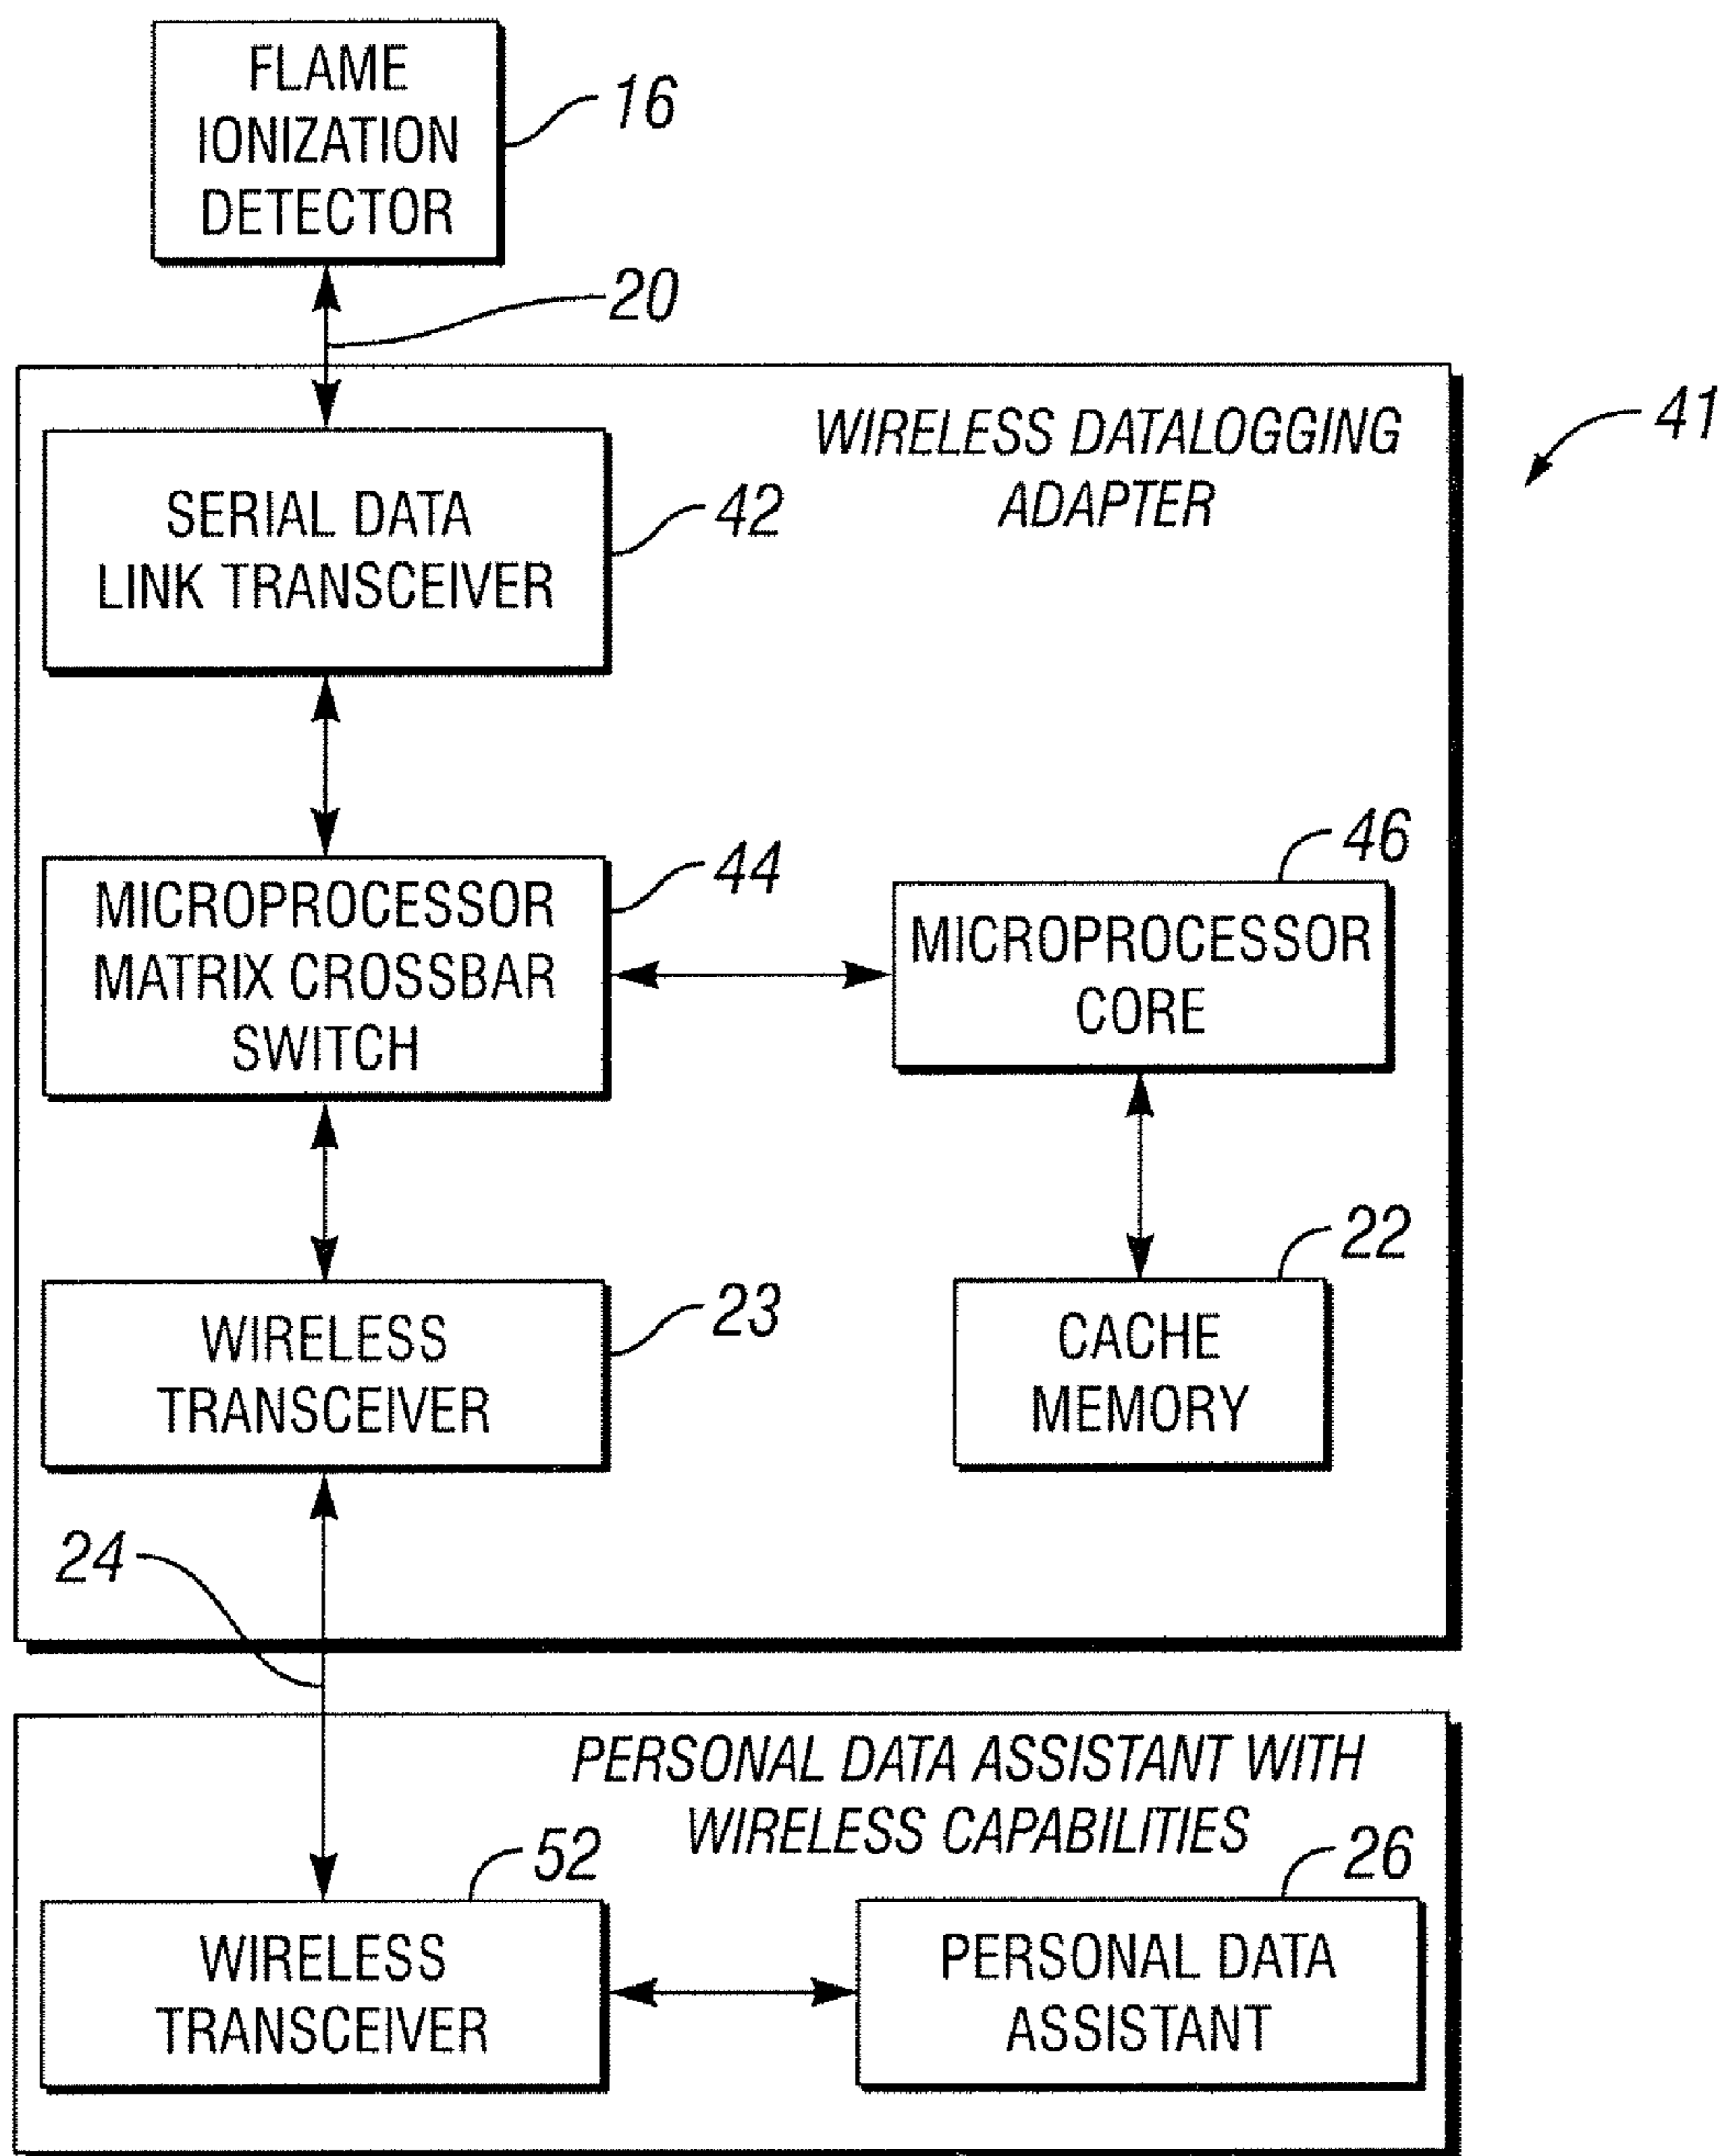 FLAME
IONIZATION
DETECTOR
16
20
WIRELESS DATALOGGING
ADAPTER
41
SERIAL DATA
LINK TRANSCEIVER
42
MICROPROCESSOR
MATRIX CROSSBAR
SWITCH
44
MICROPROCESSOR
CORE
46
WIRELESS
TRANSCEIVER
23
CACHE
MEMORY
22
24
PERSONAL DATA ASSISTANT WITH
WIRELESS CAPABILITIES
52
WIRELESS
TRANSCEIVER
26
PERSONAL DATA
ASSISTANT